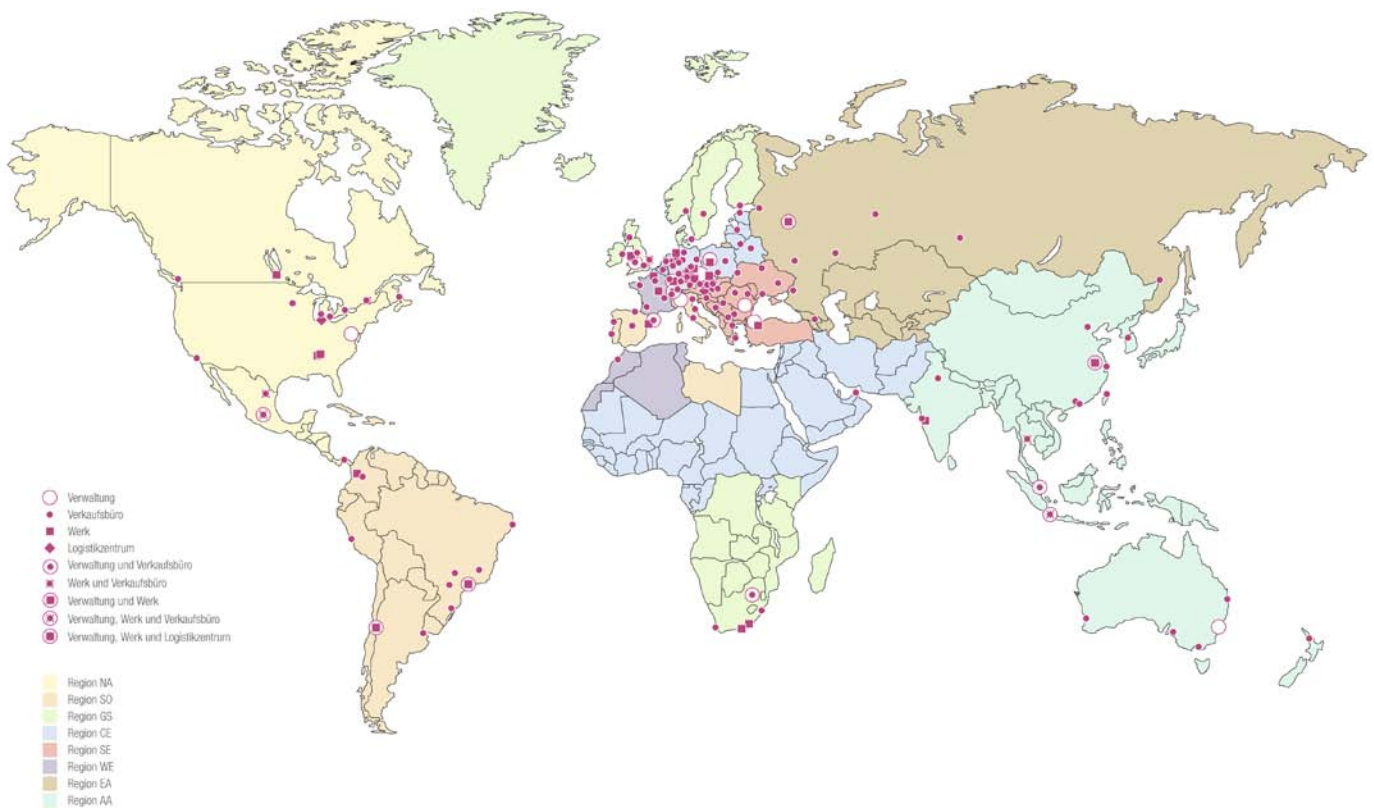 Verwaltung
Verkaufsbüro
Werk
Logistikzentrum
Verwaltung und Verkaufsbüro
Werk und Verkaufsbüro
Verwaltung und Werk
Verwaltung, Werk und Verkaufsbüro
Verwaltung, Werk und Logistikzentrum
Region NA
Region SO
Region GS
Region CE
Region SE
Region WE
Region EA
Region AA